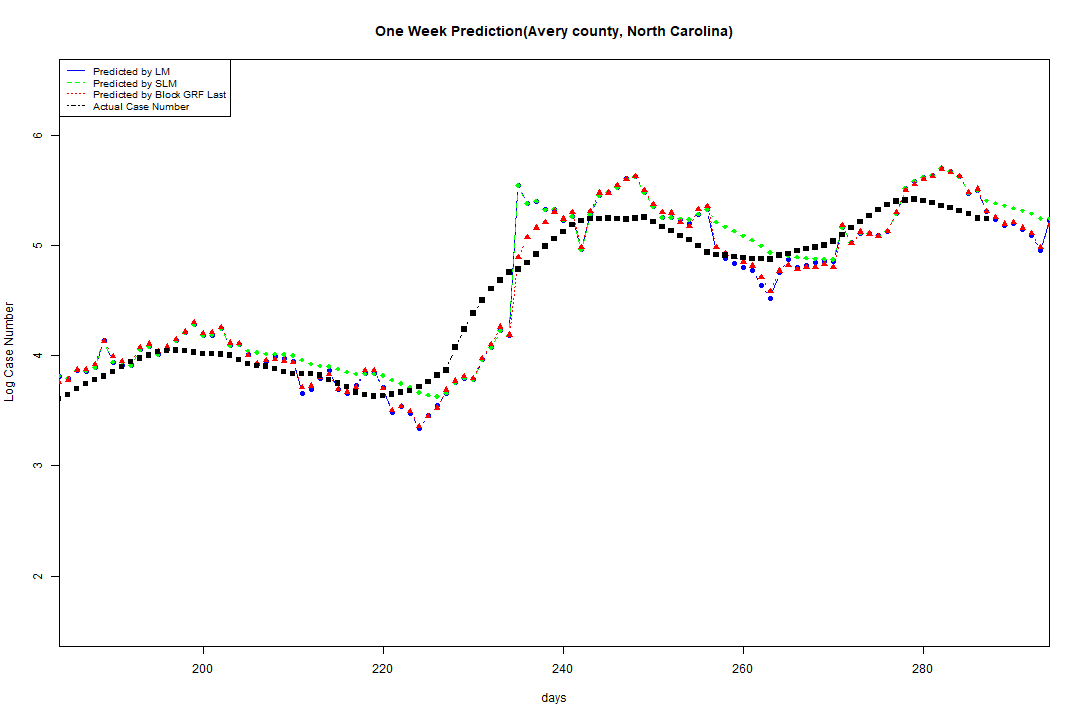 One Week Prediction(Avery county, North Carolina)
Predicted by LM
Predicted by SLM
Predicted by Block GRF Last
Actual Case Number
6
5
4
3
2
Log Case Number
200 220 240 260 280
days